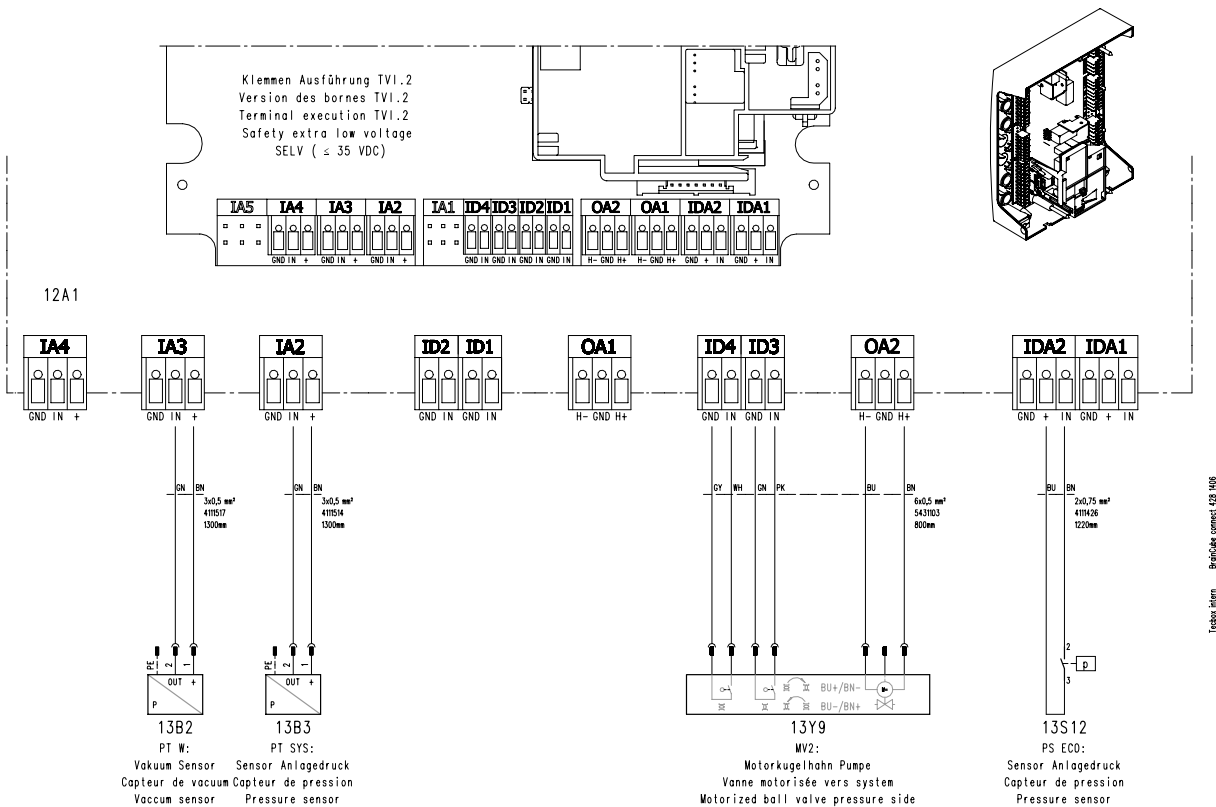 Klemmen Ausführung TVI.2
Version des bornes TVI.2
Terminal execution TVI.2
Safety extra low voltage
SELV ( ≤ 35 VDC)
IA5 IA4 IA3 IA2 IA1 ID4 ID3 ID2 ID1 OA2 OA1 IDA2 IDA1
GND IN + GND IN + GND IN + GND IN GND IN GND IN GND IN H- GND H+ H- GND H+ GND + IN GND + IN
12A1
IA4 IA3 IA2 ID2 ID1 OA1 ID4 ID3 OA2 IDA2 IDA1
GND IN + GND IN + GND IN + GND IN GND IN H- GND H+ GND IN GND IN H- GND H+ GND + IN GND + IN
GN BN
3x0,5 mm²
4111517
1300mm
GN BN
3x0,5 mm²
4111514
1300mm
GY WH GN PK BU BN
6x0,5 mm²
5431103
800mm
BU BN
2x0,75 mm²
4111426
1220mm
PE 2 1
OUT +
P
13B2
PT W:
Vakuum Sensor
Capteur de vacuum
Vaccum sensor
PE 2 1
OUT +
P
13B3
PT SYS:
Sensor Anlagedruck
Capteur de pression
Pressure sensor
BU+/BN-
BU-/BN+
M
13Y9
MV2:
Motorkugelhahn Pumpe
Vanne motorisée vers system
Motorized ball valve pressure side
2
p
3
13S12
PS ECO:
Sensor Anlagedruck
Capteur de pression
Pressure sensor
Tecbox intern BrainCube connect 428 1406